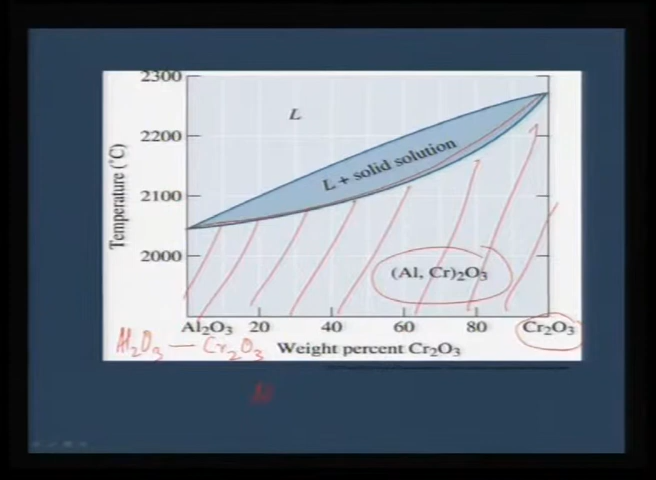 2300
L
2200
L + solid solution
2100
Temperature (°C)
2000
(Al, Cr)₂O₃
Al₂O₃ 20 40 60 80 Cr₂O₃
Al₂O₃ — Cr₂O₃
Weight percent Cr₂O₃